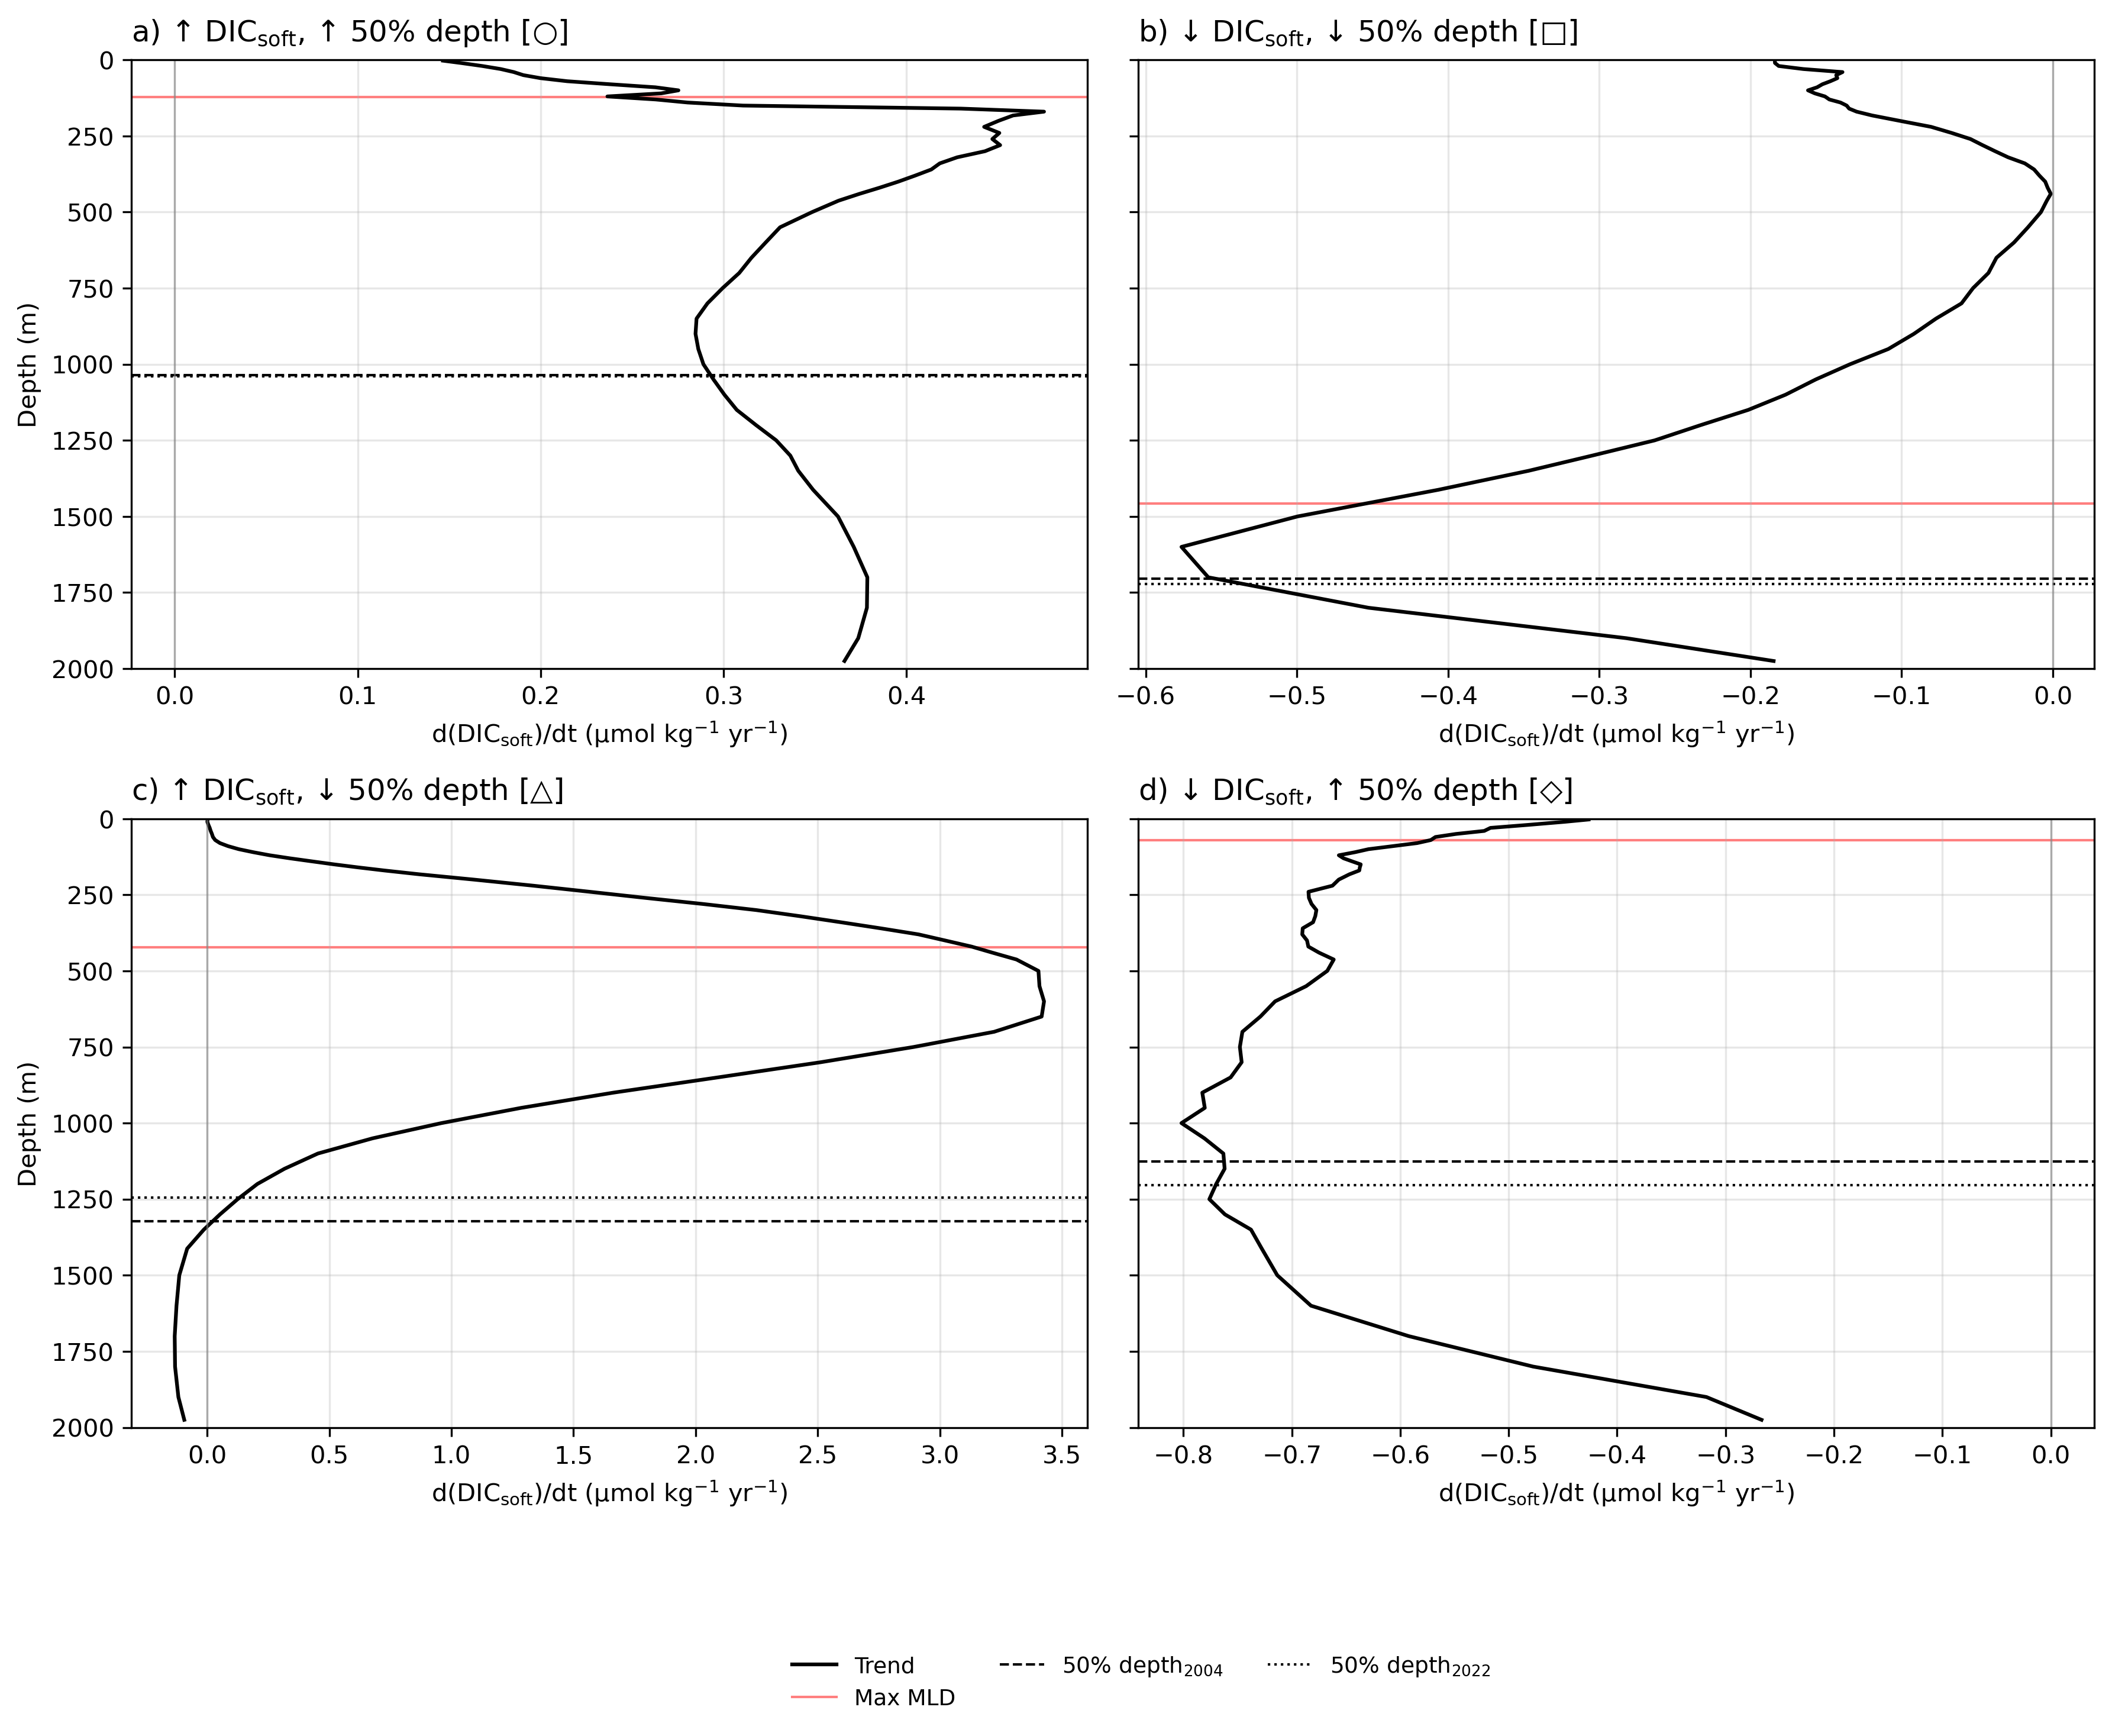 a) ↑ DICsoft, ↑ 50% depth [○]
b) ↓ DICsoft, ↓ 50% depth [□]
0
250
500
750
1000
1250
1500
1750
2000
Depth (m)
0.0 0.1 0.2 0.3 0.4
−0.6 −0.5 −0.4 −0.3 −0.2 −0.1 0.0
d(DICsoft)/dt (μmol kg⁻¹ yr⁻¹)
d(DICsoft)/dt (μmol kg⁻¹ yr⁻¹)
c) ↑ DICsoft, ↓ 50% depth [△]
d) ↓ DICsoft, ↑ 50% depth [◇]
0
250
500
750
1000
1250
1500
1750
2000
Depth (m)
0.0 0.5 1.0 1.5 2.0 2.5 3.0 3.5
−0.8 −0.7 −0.6 −0.5 −0.4 −0.3 −0.2 −0.1 0.0
d(DICsoft)/dt (μmol kg⁻¹ yr⁻¹)
d(DICsoft)/dt (μmol kg⁻¹ yr⁻¹)
Trend
Max MLD
50% depth₂₀₀₄
50% depth₂₀₂₂